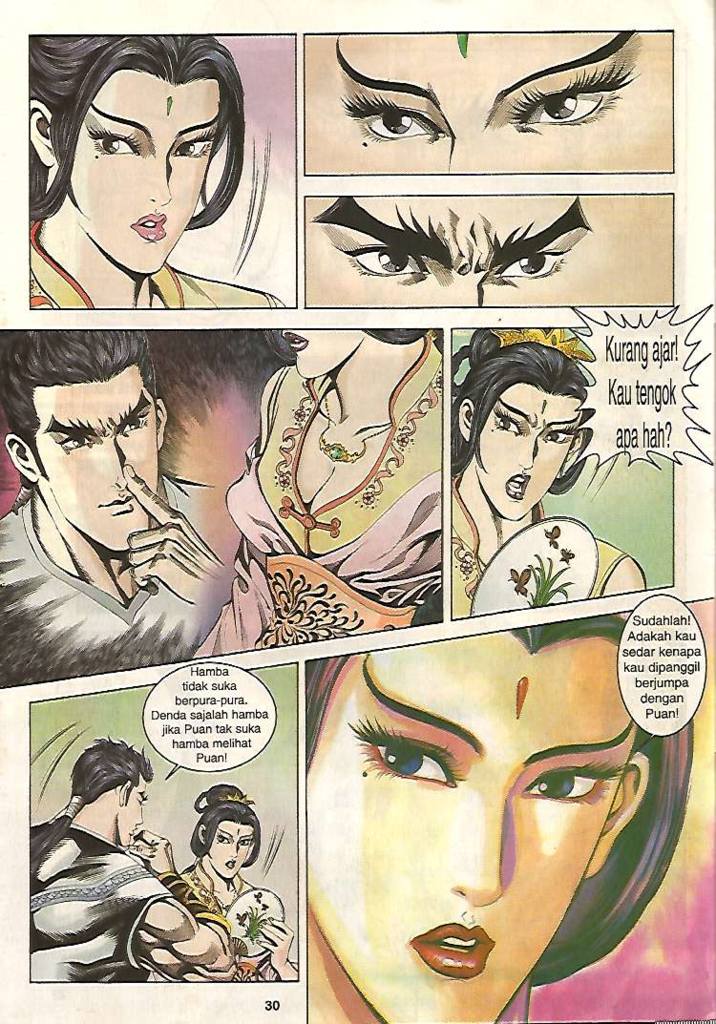 Kurang ajar!
Kau tengok
apa hah?
Hamba
tidak suka
berpura-pura.
Denda sajalah hamba
jika Puan tak suka
hamba melihat
Puan!
Sudahlah!
Adakah kau
sedar kenapa
kau dipanggil
berjumpa
dengan
Puan!
30